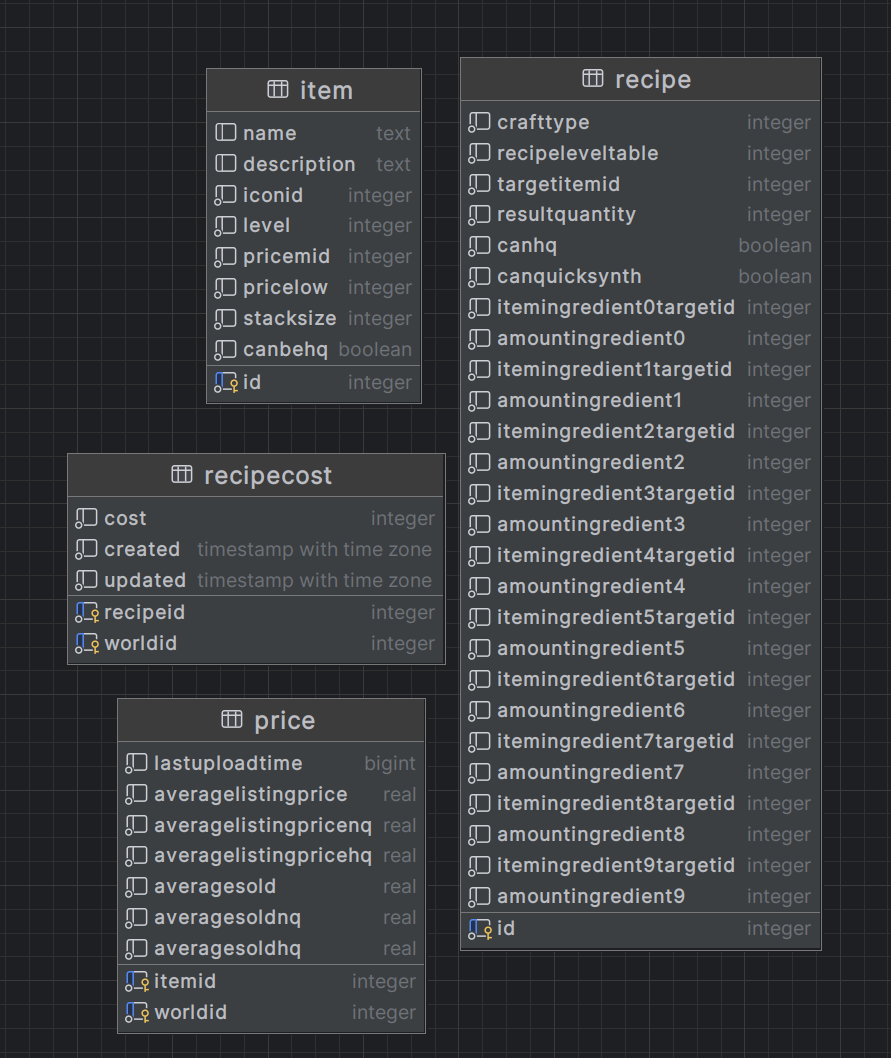 item
name text
description text
iconid integer
level integer
pricemid integer
pricelow integer
stacksize integer
canbehq boolean
id integer
recipe
crafttype integer
recipeleveltable integer
targetitemid integer
resultquantity integer
canhq boolean
canquicksynth boolean
itemingredient0targetid integer
amountingredient0 integer
itemingredient1targetid integer
amountingredient1 integer
itemingredient2targetid integer
amountingredient2 integer
itemingredient3targetid integer
amountingredient3 integer
itemingredient4targetid integer
amountingredient4 integer
itemingredient5targetid integer
amountingredient5 integer
itemingredient6targetid integer
amountingredient6 integer
itemingredient7targetid integer
amountingredient7 integer
itemingredient8targetid integer
amountingredient8 integer
itemingredient9targetid integer
amountingredient9 integer
id integer
recipecost
cost integer
created timestamp with time zone
updated timestamp with time zone
recipeid integer
worldid integer
price
lastuploadtime bigint
averagelistingprice real
averagelistingpricenq real
averagelistingpricehq real
averagesold real
averagesoldnq real
averagesoldhq real
itemid integer
worldid integer